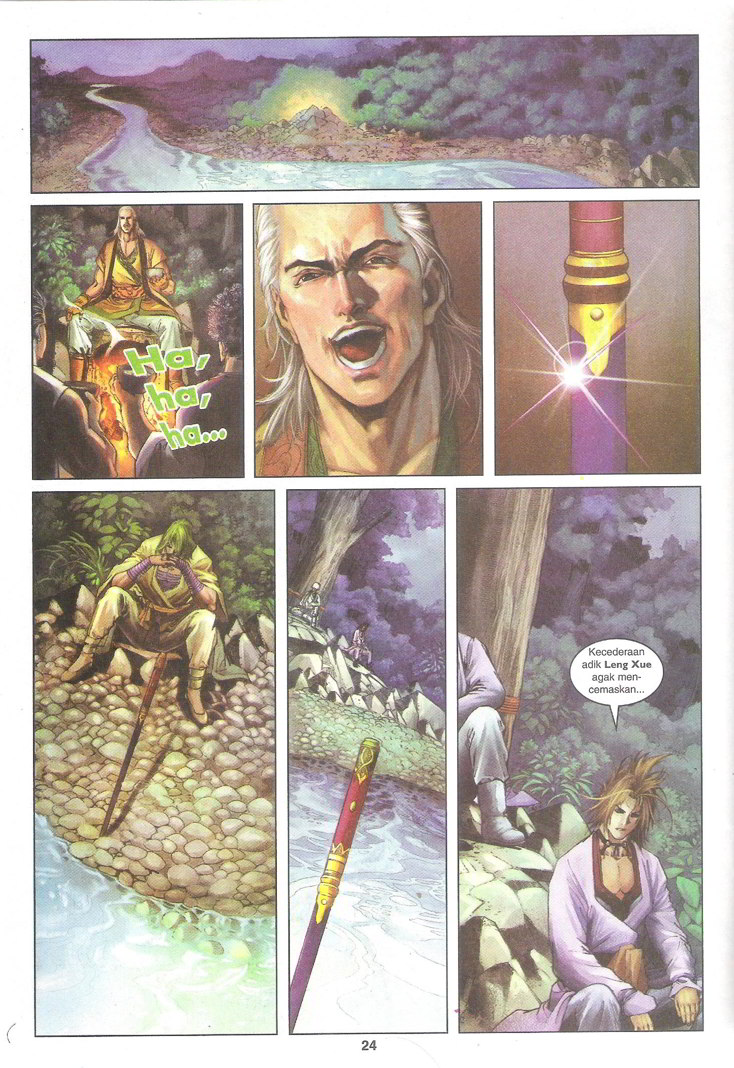 Ha,
ha,
ha...
Kecederaan
adik Leng Xue
agak men-
cemaskan...
24